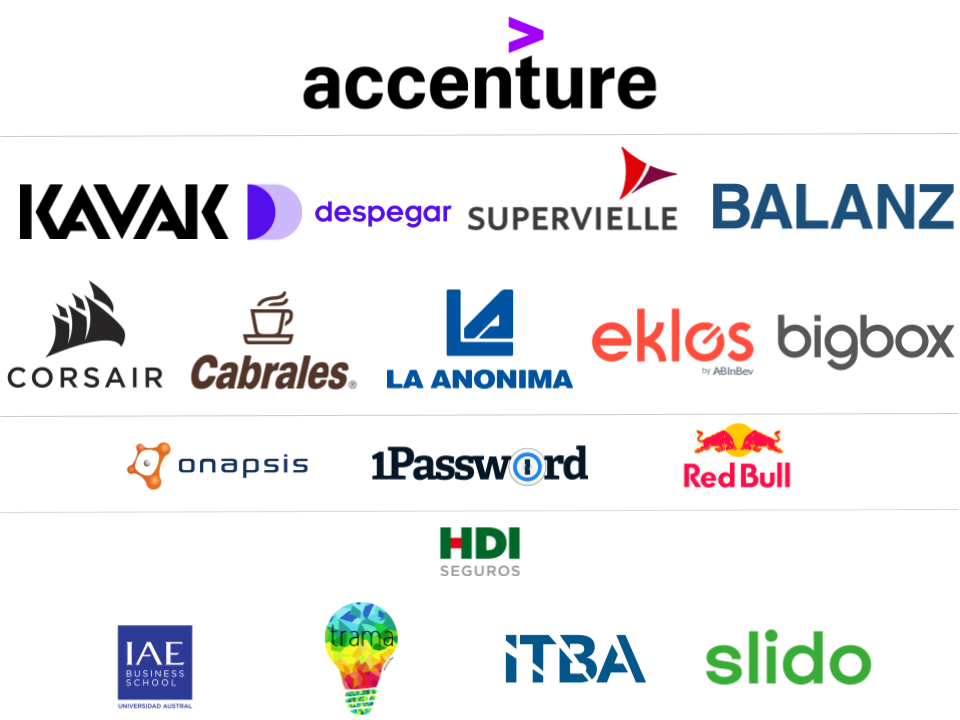 accenture
KAVAK
despegar
SUPERVIELLE
BALANZ
CORSAIR
Cabrales®
LA ANONIMA
eklos
by ABInBev
bigbox
onapsis
1Password
Red Bull
HDI
SEGUROS
IAE
BUSINESS
SCHOOL
UNIVERSIDAD AUSTRAL
trama
ITBA
slido